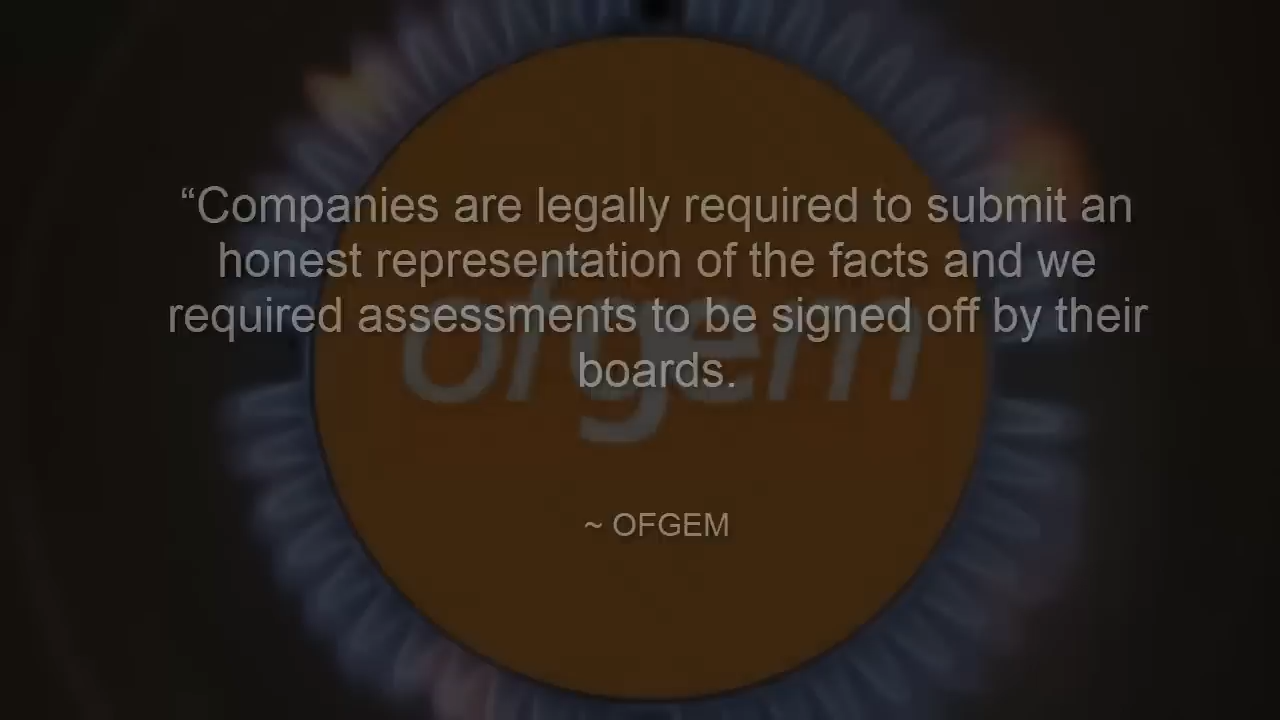 “Companies are legally required to submit an
honest representation of the facts and we
required assessments to be signed off by their
boards.
ofgem
~ OFGEM